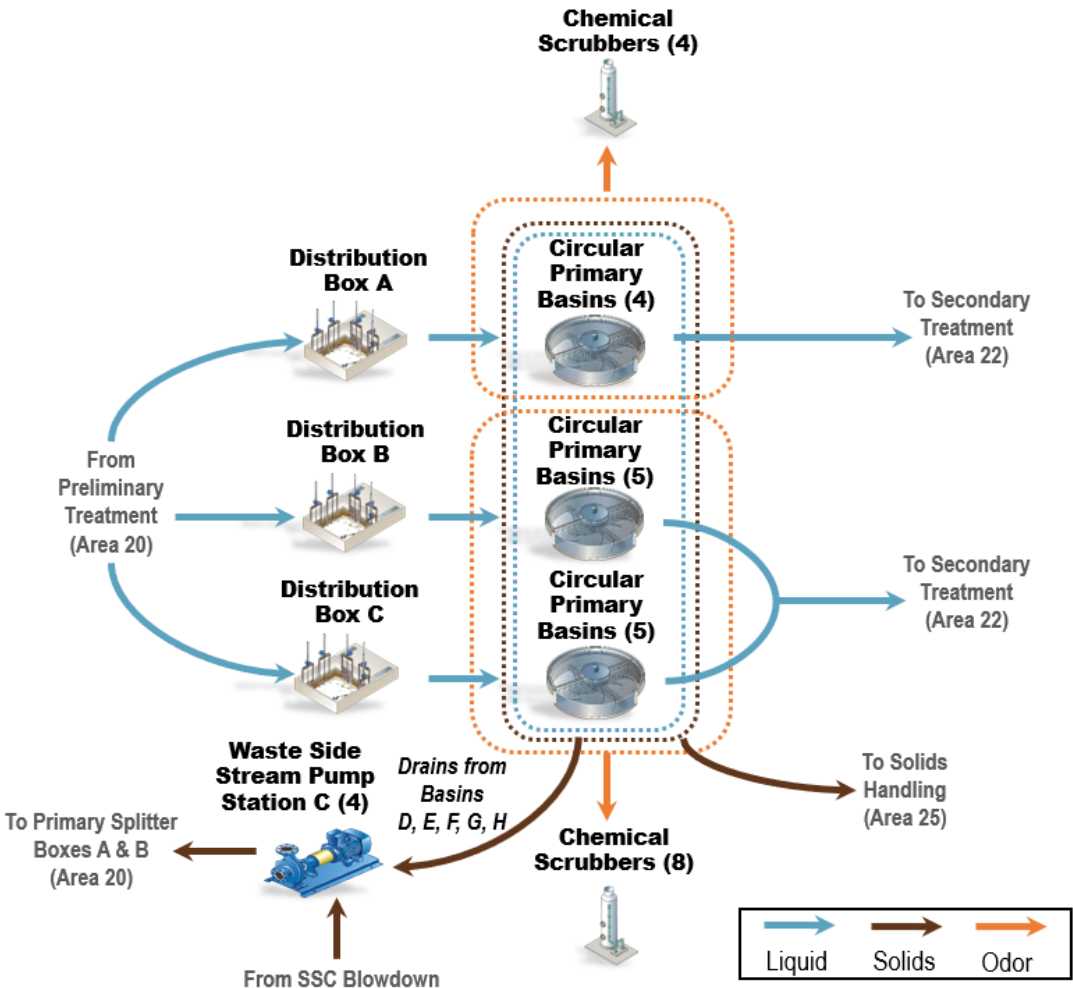 Chemical
Scrubbers (4)
Distribution
Box A
Circular
Primary
Basins (4)
To Secondary
Treatment
(Area 22)
Distribution
Box B
Circular
Primary
Basins (5)
From
Preliminary
Treatment
(Area 20)
Distribution
Box C
Circular
Primary
Basins (5)
To Secondary
Treatment
(Area 22)
Waste Side
Stream Pump
Station C (4)
Drains from
Basins
D, E, F, G, H
To Solids
Handling
(Area 25)
To Primary Splitter
Boxes A & B
(Area 20)
Chemical
Scrubbers (8)
From SSC Blowdown
Liquid
Solids
Odor